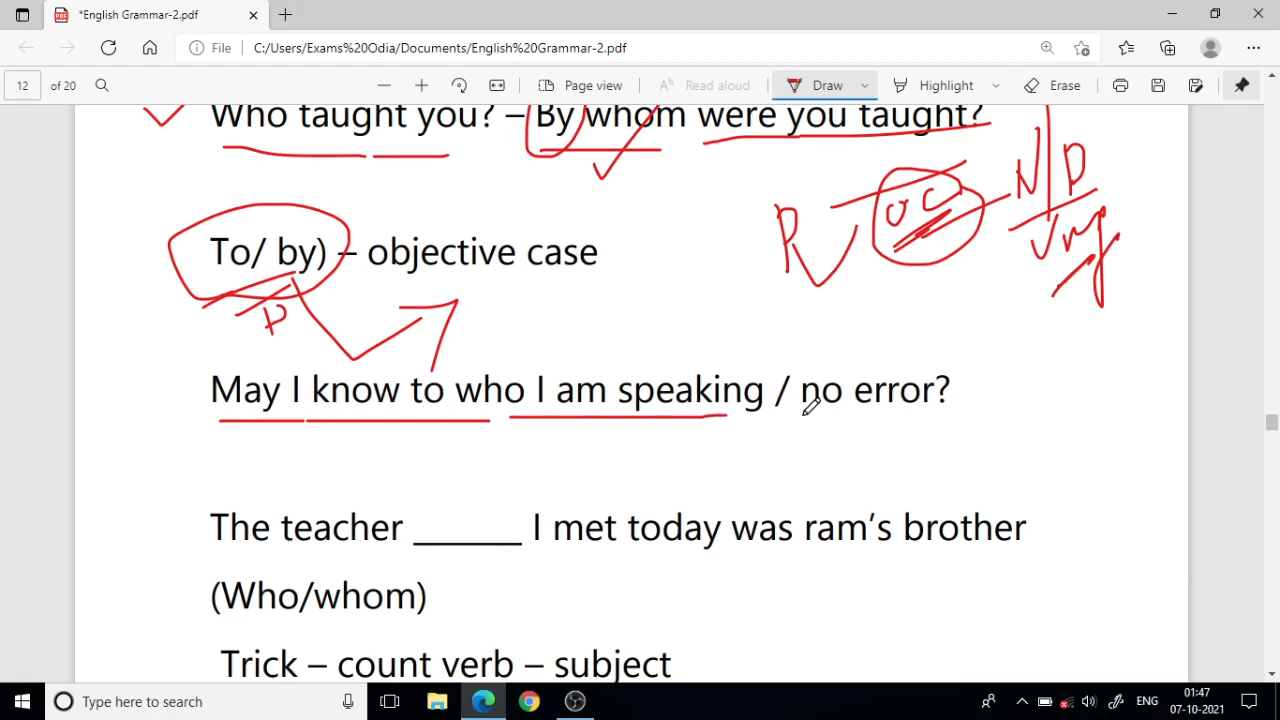 *English Grammar-2.pdf
File C:/Users/Exams%20Odia/Documents/English%20Grammar-2.pdf
12 of 20 Page view Read aloud Draw Highlight Erase
Who taught you? – By whom were you taught?
To/ by) – objective case
P OC N P
P
May I know to who I am speaking / no error?
The teacher ______ I met today was ram’s brother
(Who/whom)
Trick – count verb – subject
Type here to search ENG 01:47
07-10-2021